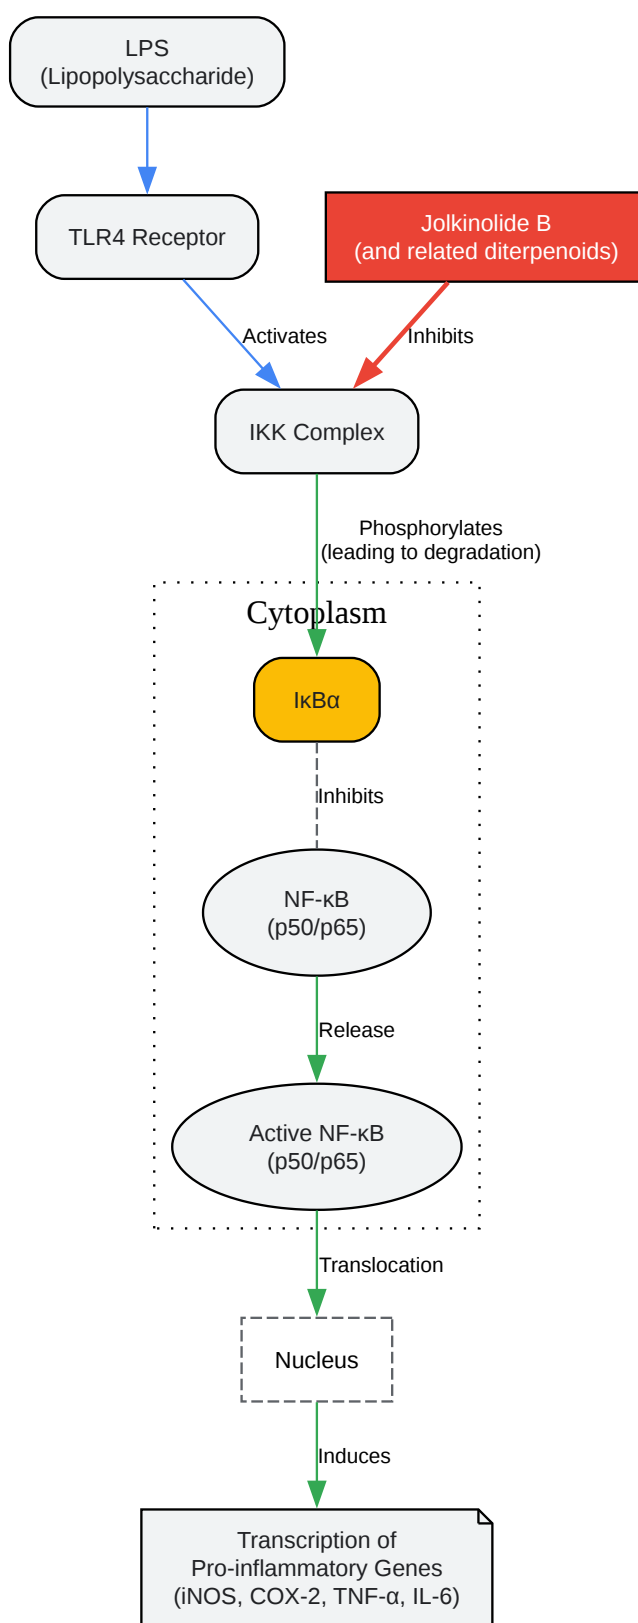 LPS
(Lipopolysaccharide)
TLR4 Receptor
Jolkinolide B
(and related diterpenoids)
Activates
Inhibits
IKK Complex
Phosphorylates
(leading to degradation)
Cytoplasm
IκBα
Inhibits
NF-κB
(p50/p65)
Release
Active NF-κB
(p50/p65)
Translocation
Nucleus
Induces
Transcription of
Pro-inflammatory Genes
(iNOS, COX-2, TNF-α, IL-6)